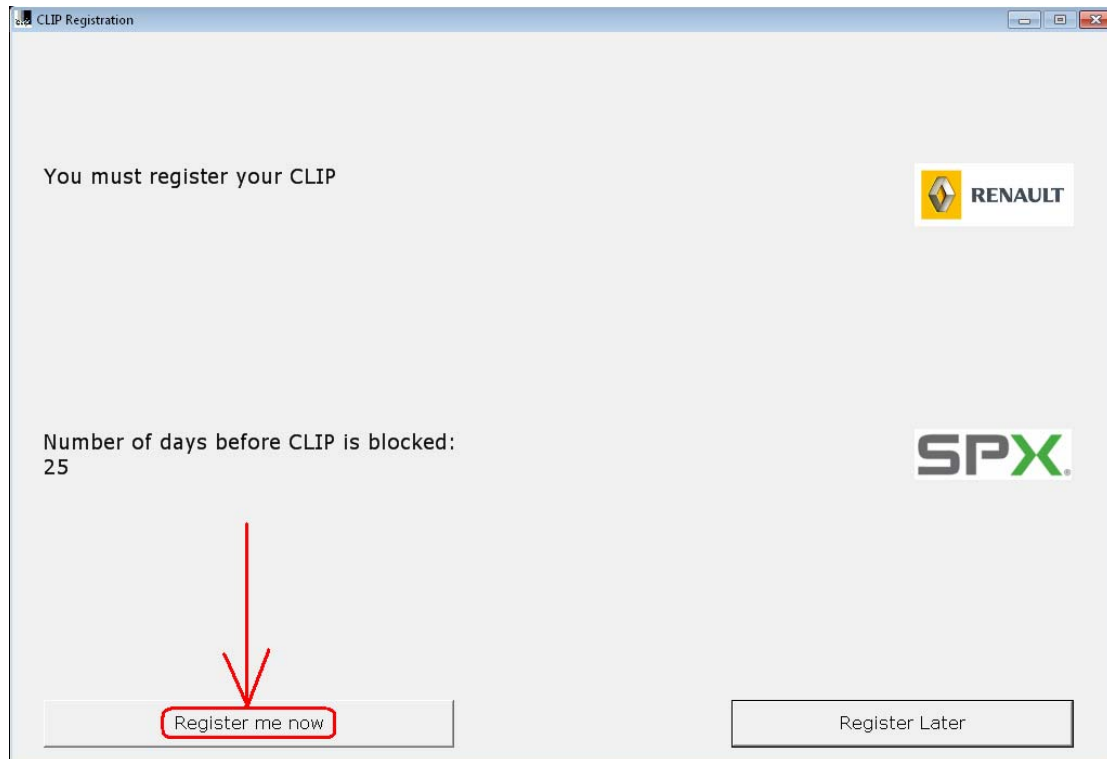 CLIP Registration
You must register your CLIP
RENAULT
Number of days before CLIP is blocked:
25
SPX.
Register me now
Register Later